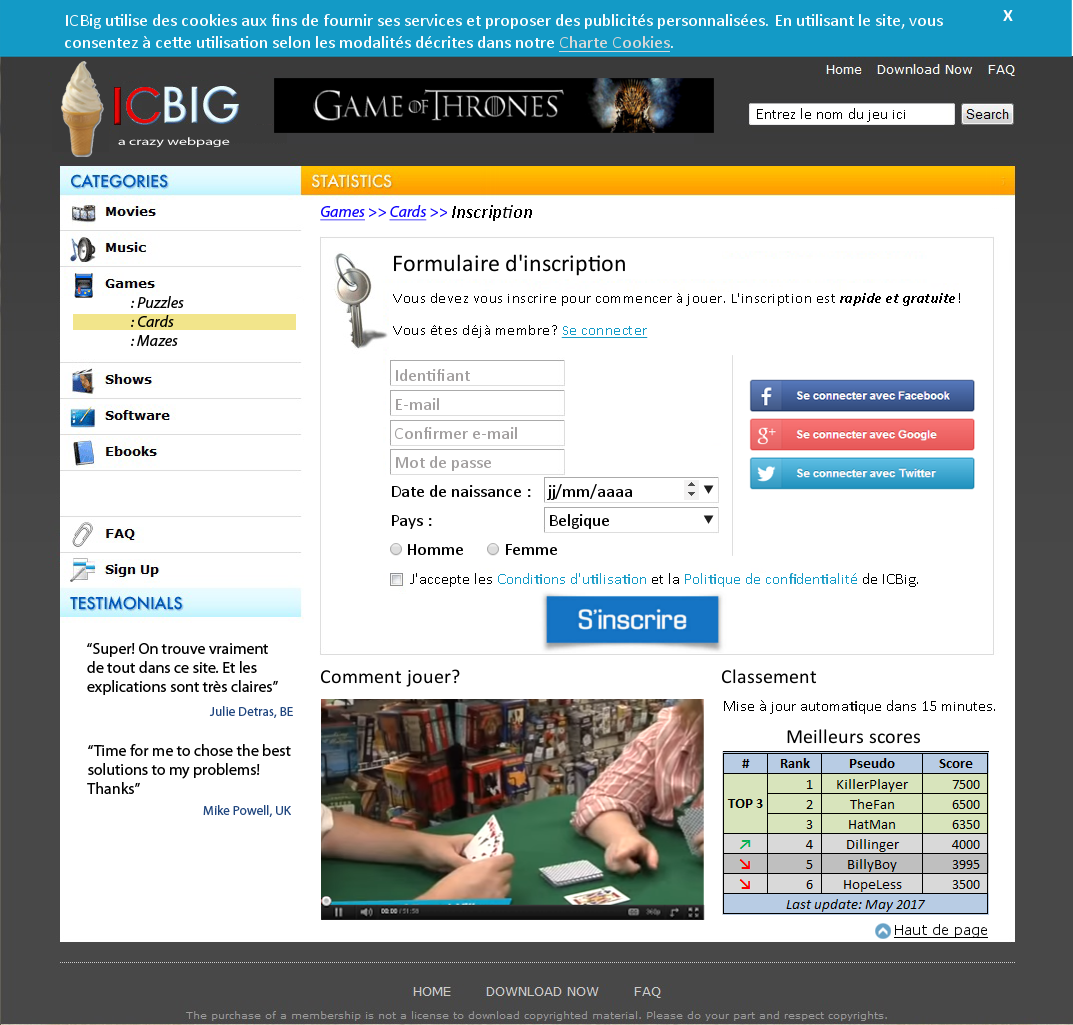 ICBig utilise des cookies aux fins de fournir ses services et proposer des publicités personnalisées. En utilisant le site, vous
consentez à cette utilisation selon les modalités décrites dans notre Charte Cookies.
X
Home Download Now FAQ
ICBIG
a crazy webpage
GAME OF THRONES
Entrez le nom du jeu ici
Search
CATEGORIES
Movies
Music
Games
: Puzzles
: Cards
: Mazes
Shows
Software
Ebooks
FAQ
Sign Up
TESTIMONIALS
“Super! On trouve vraiment
de tout dans ce site. Et les
explications sont très claires”
Julie Detras, BE
“Time for me to chose the best
solutions to my problems!
Thanks”
Mike Powell, UK
STATISTICS
Games >> Cards >> Inscription
Formulaire d'inscription
Vous devez vous inscrire pour commencer à jouer. L'inscription est rapide et gratuite!
Vous êtes déjà membre? Se connecter
Identifiant
E-mail
Confirmer e-mail
Mot de passe
Date de naissance : jj/mm/aaaa
Pays : Belgique
Homme Femme
J'accepte les Conditions d'utilisation et la Politique de confidentialité de ICBig.
S'inscrire
f Se connecter avec Facebook
g+ Se connecter avec Google
Se connecter avec Twitter
Comment jouer?
00:00 / 51:58
360p
Classement
Mise à jour automatique dans 15 minutes.
Meilleurs scores
# Rank Pseudo Score
TOP 3
1 KillerPlayer 7500
2 TheFan 6500
3 HatMan 6350
4 Dillinger 4000
5 BillyBoy 3995
6 HopeLess 3500
Last update: May 2017
Haut de page
HOME DOWNLOAD NOW FAQ
The purchase of a membership is not a license to download copyrighted material. Please do your part and respect copyrights.